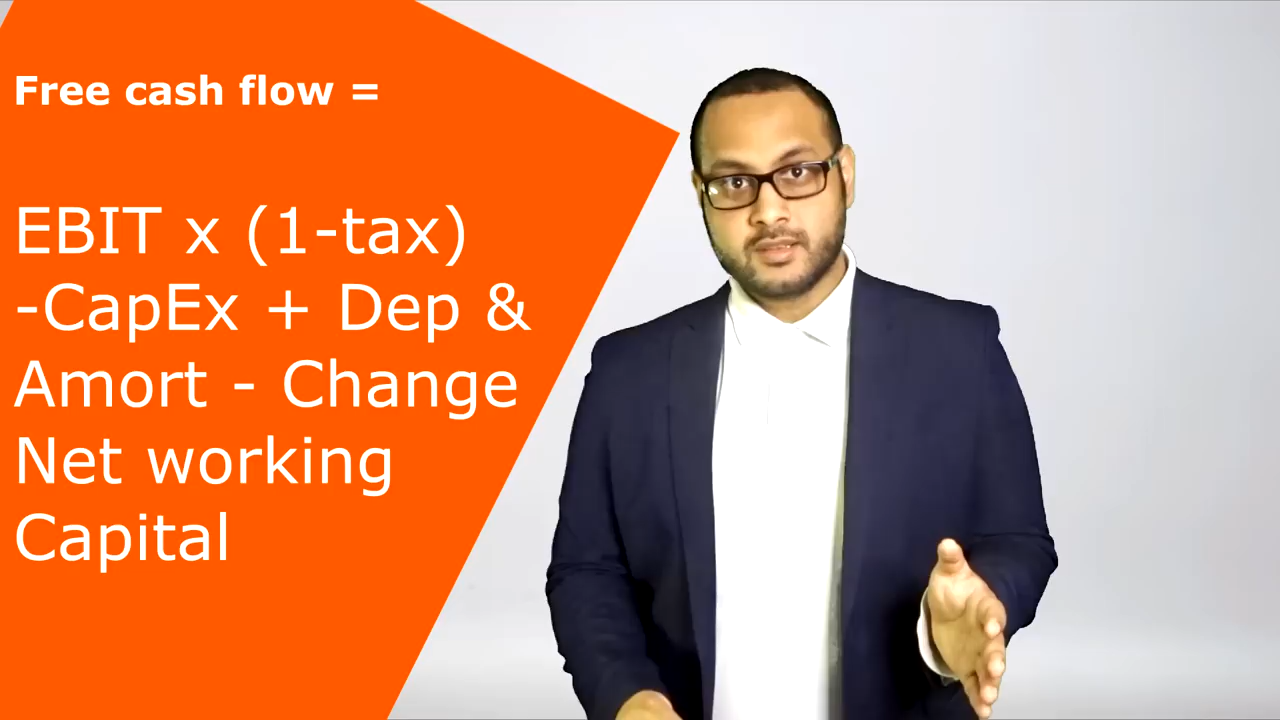 Free cash flow =
EBIT x (1-tax)
-CapEx + Dep &
Amort - Change
Net working
Capital